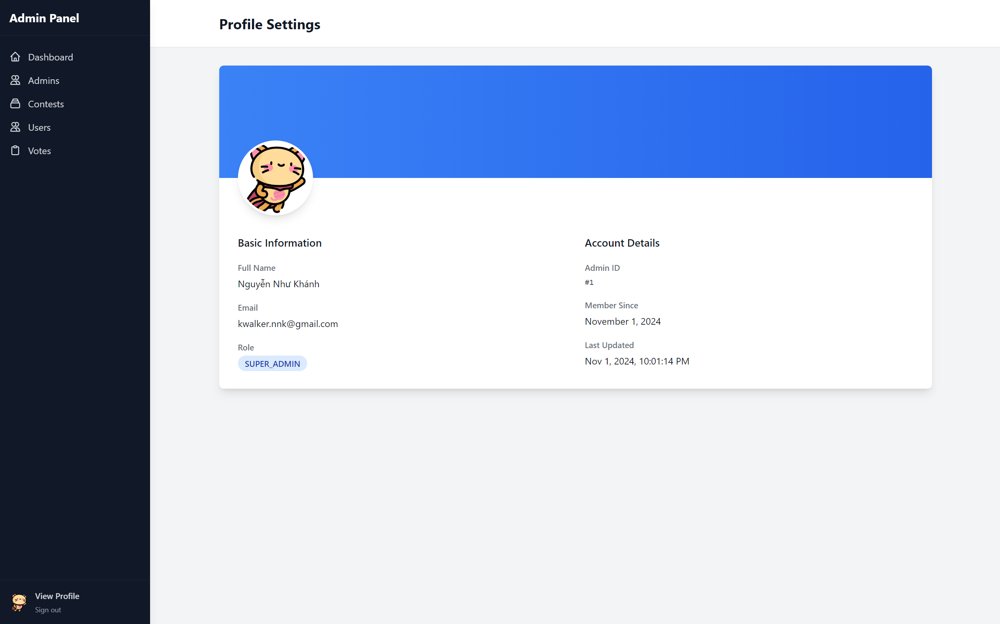 Admin Panel
Dashboard
Admins
Contests
Users
Votes
View Profile
Sign out
Profile Settings
Basic Information
Full Name
Nguyễn Như Khánh
Email
kwalker.nnk@gmail.com
Role
SUPER_ADMIN
Account Details
Admin ID
#1
Member Since
November 1, 2024
Last Updated
Nov 1, 2024, 10:01:14 PM